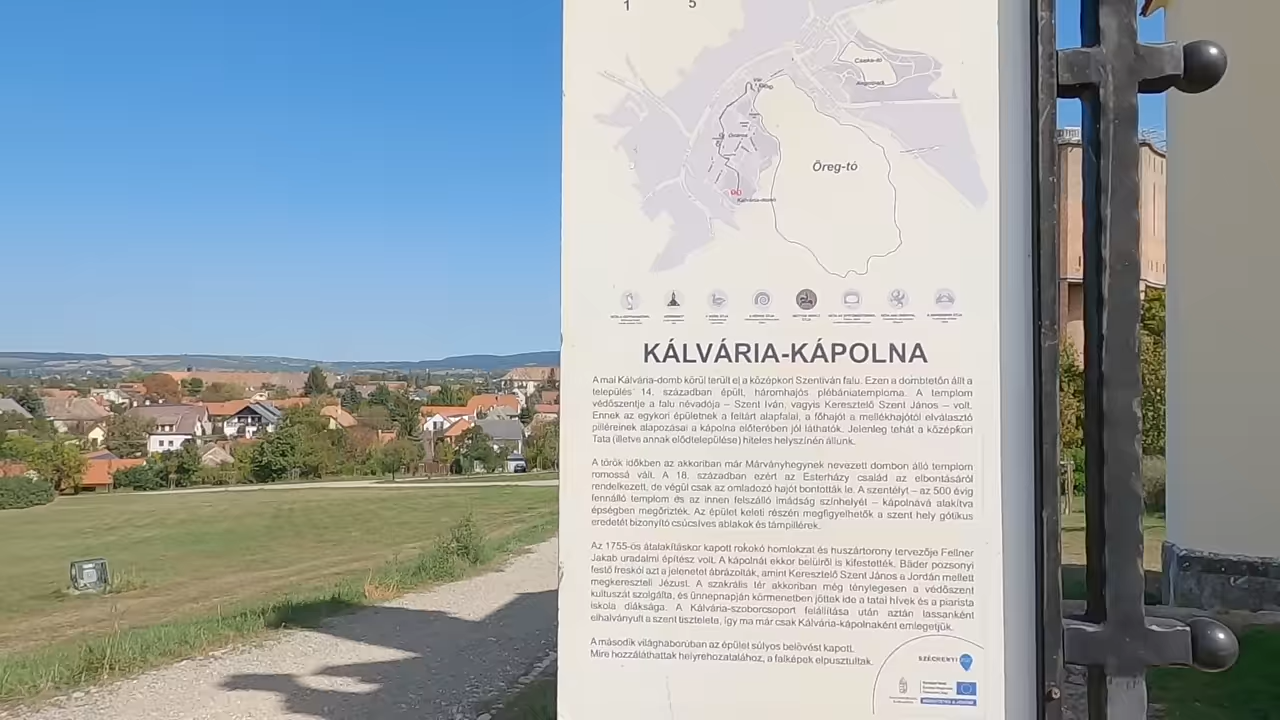 1 5
Cseke-tó
Angolpark
Vár
Öreg-tó
Kálvária-domb
KÁLVÁRIA-KÁPOLNA
A mai Kálvária-domb körül terült el a középkori Szentiván falu. Ezen a dombtetőn állt a
település 14. században épült, háromhajós plébániatemploma. A templom
védőszentje a falu névadója – Szent Iván, vagyis Keresztelő Szent János – volt.
Ennek az egykori épületnek a feltárt alapfalai, a főhajót a mellékhajótól elválasztó
pilléreinek alapozásai a kápolna előterében jól láthatók. Jelenleg tehát a középkori
Tata (illetve annak elődtelepülése) hiteles helyszínén állunk.
A török időkben az akkoriban már Márványhegynek nevezett dombon álló templom
romossá vált. A 18. században ezért az Esterházy család az elbontásáról
rendelkezett, de végül csak az omladozó hajót bontották le. A szentélyt – az 500 évig
fennálló templom és az innen felszálló imádság színhelyét – kápolnává alakítva
épségben megőrizték. Az épület keleti részén megfigyelhetők a szent hely gótikus
eredetét bizonyító csúcsíves ablakok és támpillérek.
Az 1755-ös átalakításkor kapott rokokó homlokzat és huszártorony tervezője Fellner
Jakab uradalmi építész volt. A kápolnát ekkor belülről is kifestették. Bäder pozsonyi
festő freskói azt a jelenetet ábrázolták, amint Keresztelő Szent János a Jordán mellett
megkereszteli Jézust. A szakrális tér akkoriban még ténylegesen a védőszent
kultuszát szolgálta, és ünnepnapján körmenetben jöttek ide a tatai hívek és a piarista
iskola diáksága. A Kálvária-szoborcsoport felállítása után aztán lassanként
elhalványult a szent tisztelete, így ma már csak Kálvária-kápolnaként emlegetjük.
A második világháborúban az épület súlyos belövést kapott.
Mire hozzáláthattak helyreállításához, a falképek elpusztultak.
SZÉCHENYI